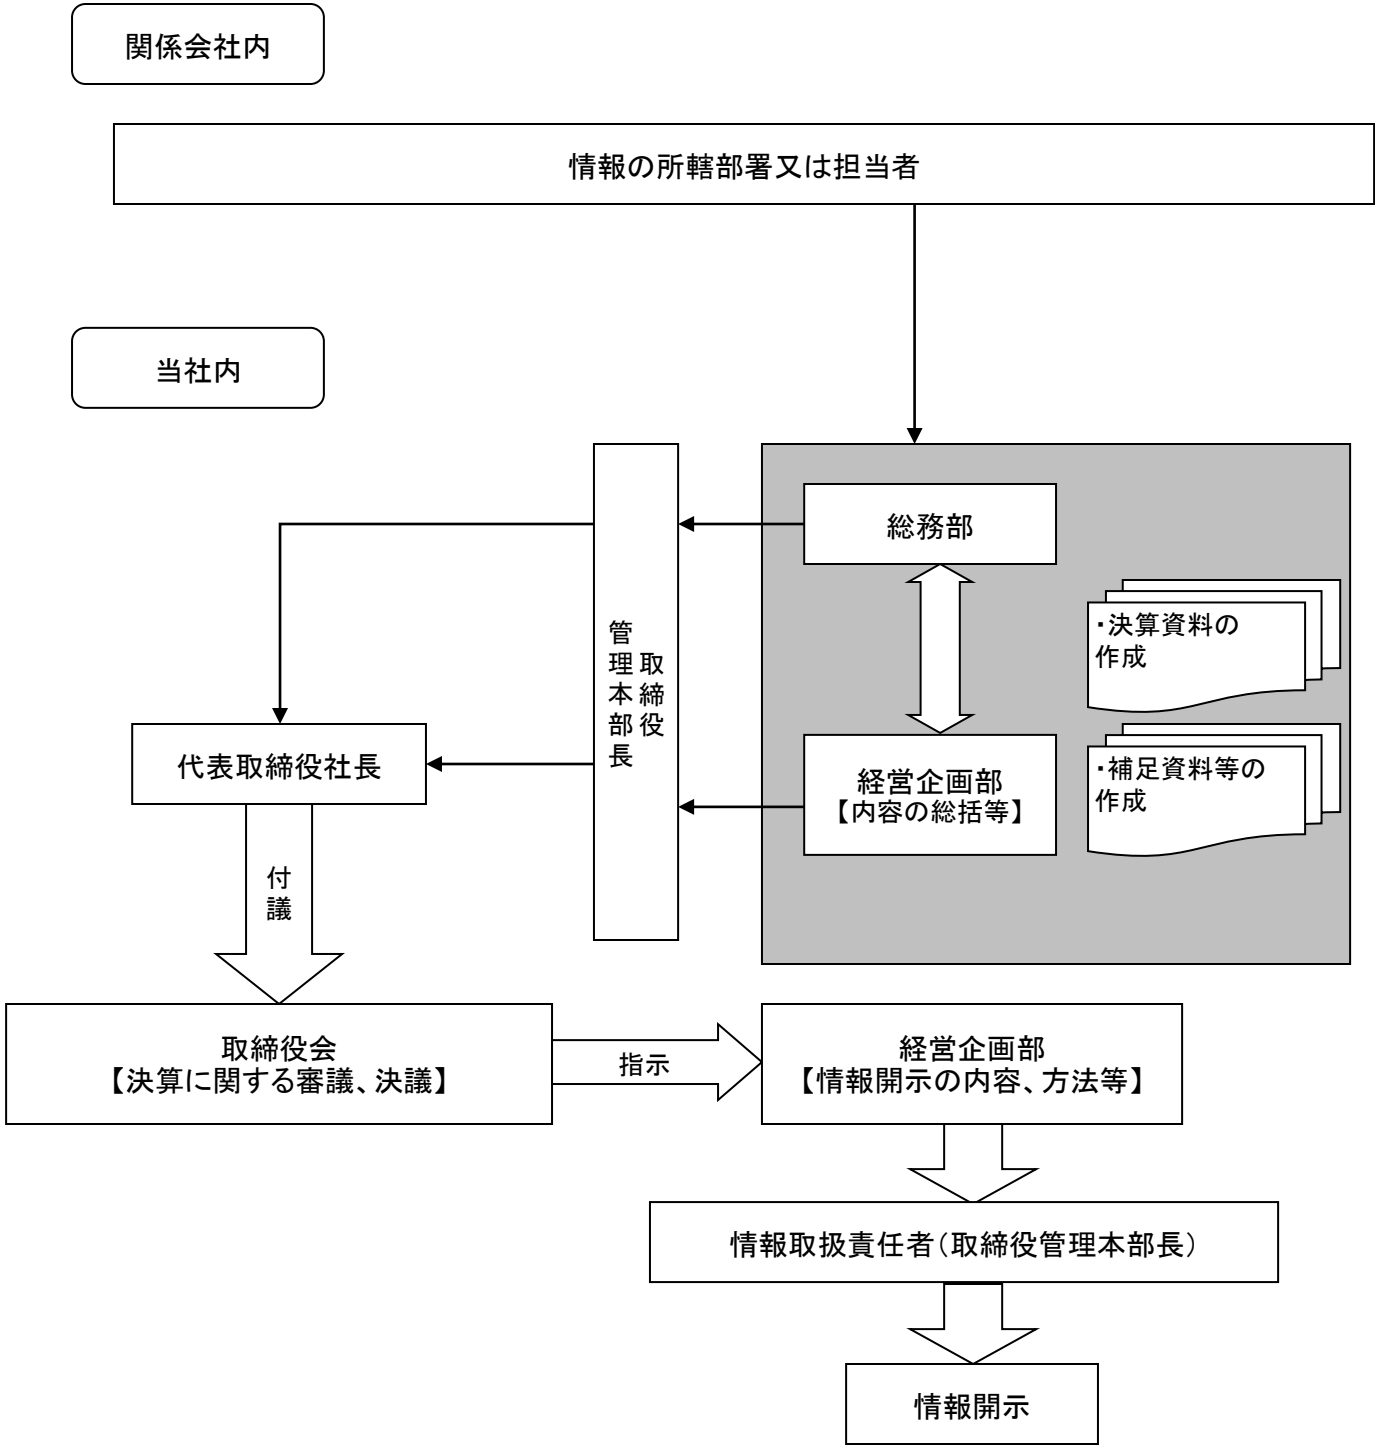 関係会社内
情報の所轄部署又は担当者
当社内
総務部
・決算資料の
作成
取締役
管理本部長
代表取締役社長
経営企画部
【内容の総括等】
・補足資料等の
作成
付議
取締役会
【決算に関する審議、決議】
指示
経営企画部
【情報開示の内容、方法等】
情報取扱責任者（取締役管理本部長）
情報開示